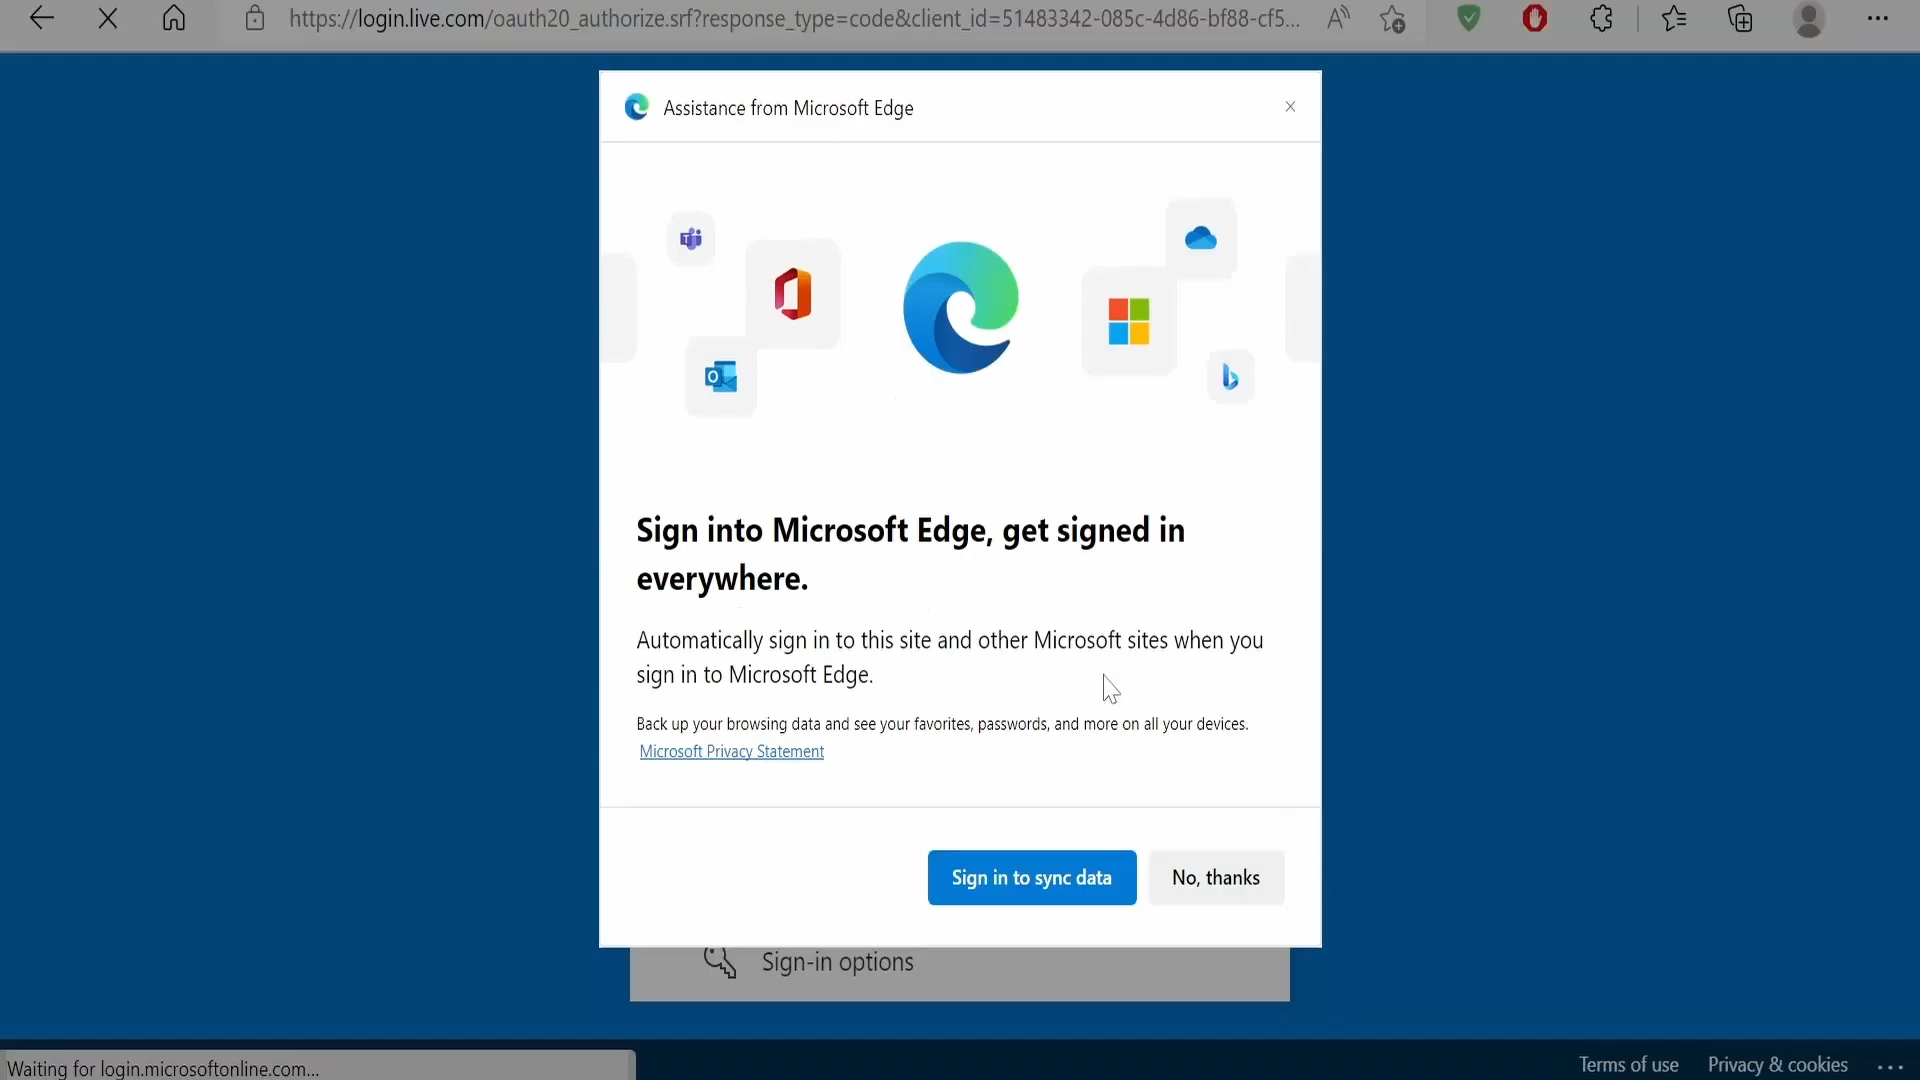 https://login.live.com/oauth20_authorize.srf?response_type=code&client_id=51483342-085c-4d86-bf88-cf5...
Assistance from Microsoft Edge
Sign into Microsoft Edge, get signed in
everywhere.
Automatically sign in to this site and other Microsoft sites when you
sign in to Microsoft Edge.
Back up your browsing data and see your favorites, passwords, and more on all your devices.
Microsoft Privacy Statement
Sign in to sync data
No, thanks
Sign-in options
Waiting for login.microsoftonline.com...
Terms of use
Privacy & cookies